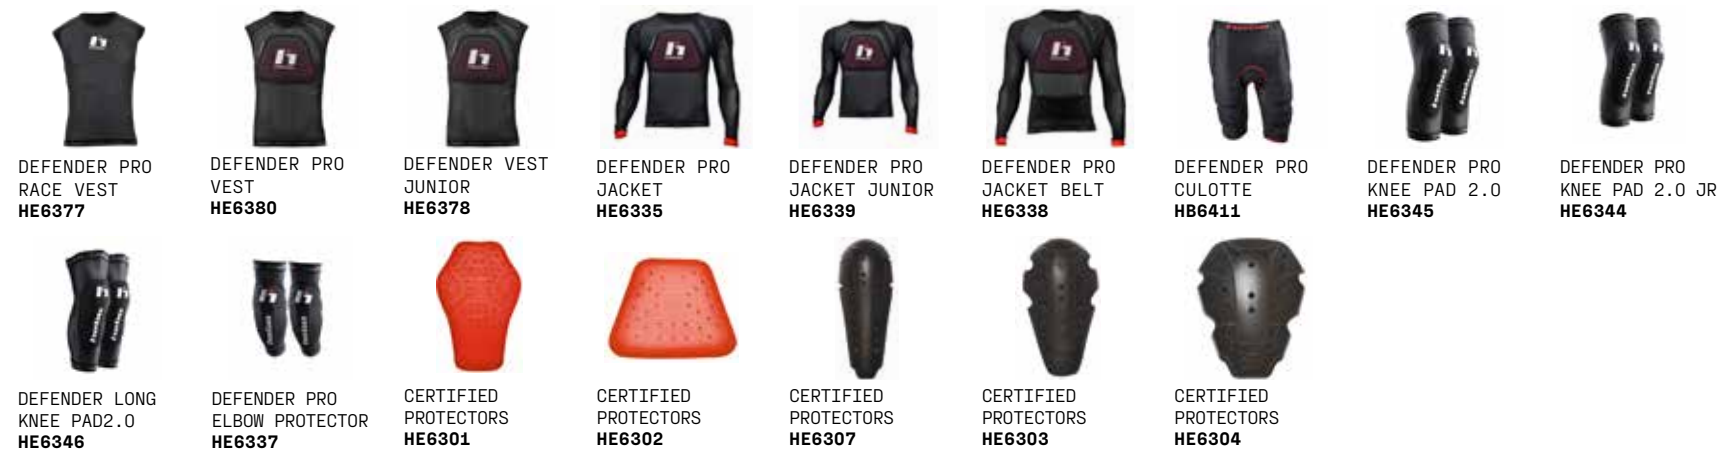 DEFENDER PRO
RACE VEST
HE6377
DEFENDER PRO
VEST
HE6380
DEFENDER VEST
JUNIOR
HE6378
DEFENDER PRO
JACKET
HE6335
DEFENDER PRO
JACKET JUNIOR
HE6339
DEFENDER PRO
JACKET BELT
HE6338
DEFENDER PRO
CULOTTE
HB6411
DEFENDER PRO
KNEE PAD 2.0
HE6345
DEFENDER PRO
KNEE PAD 2.0 JR
HE6344
DEFENDER LONG
KNEE PAD2.0
HE6346
DEFENDER PRO
ELBOW PROTECTOR
HE6337
CERTIFIED
PROTECTORS
HE6301
CERTIFIED
PROTECTORS
HE6302
CERTIFIED
PROTECTORS
HE6307
CERTIFIED
PROTECTORS
HE6303
CERTIFIED
PROTECTORS
HE6304